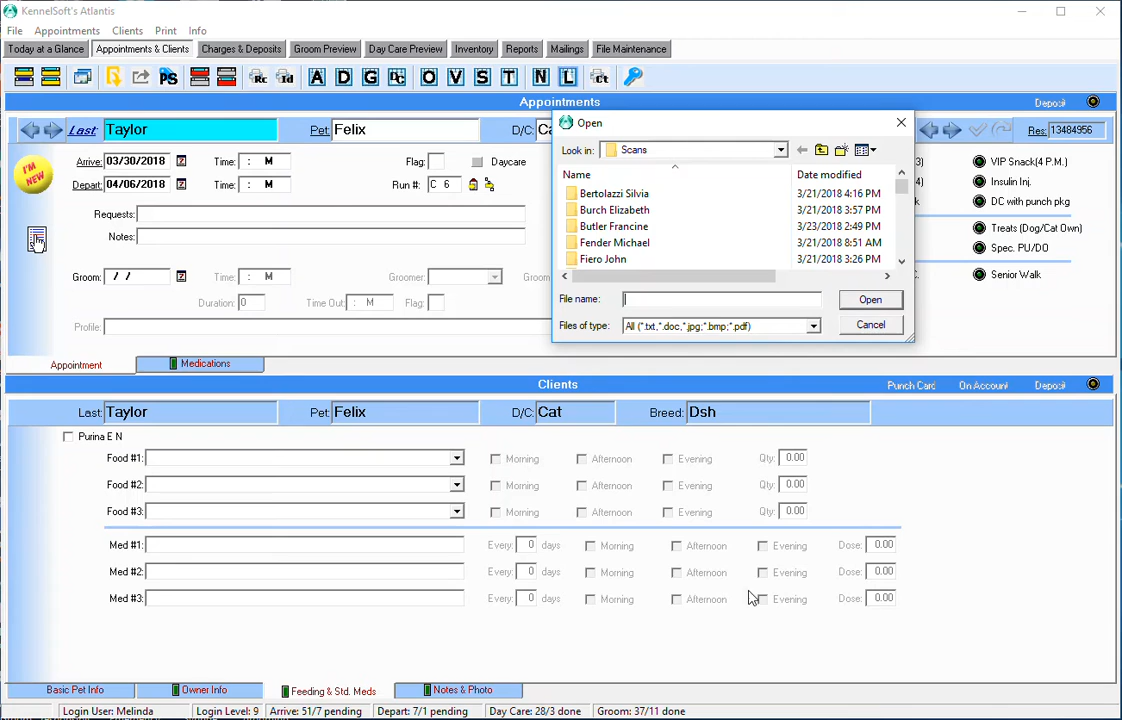 KennelSoft's Atlantis
File Appointments Clients Print Info
Today at a Glance Appointments & Clients Charges & Deposits Groom Preview Day Care Preview Inventory Reports Mailings File Maintenance
PS Rc Td A D G DC O V S T N L Ct
Appointments Deposit
Last: Taylor Pet: Felix D/C: Ca Res: 13484956
I'M NEW
Arrive: 03/30/2018 Time: : M Flag: Daycare
Depart: 04/06/2018 Time: : M Run #: C 6
Requests:
Notes:
Groom: / / Time: : M Groomer: Groom
Duration: 0 Time Out: : M Flag:
Profile:
3) VIP Snack(4 P.M.)
4) Insulin Inj.
DC with punch pkg
Treats (Dog/Cat Own)
Spec. PU/DO
Senior Walk
Open
Look in: Scans
Name Date modified
Bertolazzi Silvia 3/21/2018 4:16 PM
Burch Elizabeth 3/21/2018 3:57 PM
Butler Francine 3/23/2018 2:49 PM
Fender Michael 3/21/2018 8:51 AM
Fiero John 3/21/2018 3:26 PM
File name: Open
Files of type: All (*.txt,*.doc,*.jpg;*.bmp;*.pdf) Cancel
Appointment Medications
Clients Punch Card On Account Deposit
Last: Taylor Pet: Felix D/C: Cat Breed: Dsh
Purina E N
Food #1: Morning Afternoon Evening Qty: 0.00
Food #2: Morning Afternoon Evening Qty: 0.00
Food #3: Morning Afternoon Evening Qty: 0.00
Med #1: Every: 0 days Morning Afternoon Evening Dose: 0.00
Med #2: Every: 0 days Morning Afternoon Evening Dose: 0.00
Med #3: Every: 0 days Morning Afternoon Evening Dose: 0.00
Basic Pet Info Owner Info Feeding & Std. Meds Notes & Photo
Login User: Melinda Login Level: 9 Arrive: 51/7 pending Depart: 7/1 pending Day Care: 28/3 done Groom: 37/11 done